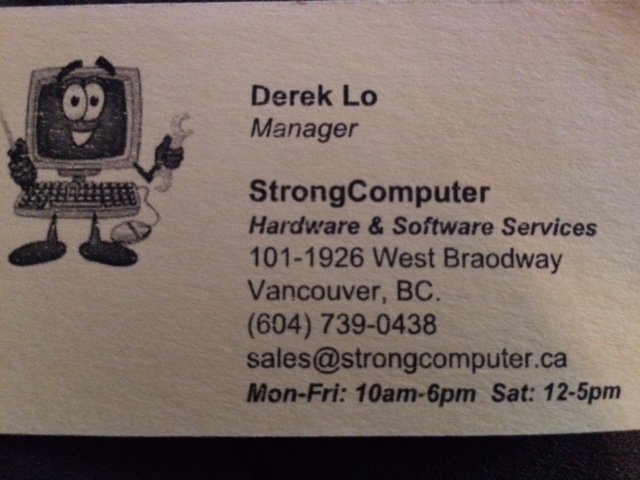 Derek Lo
Manager
StrongComputer
Hardware & Software Services
101-1926 West Braodway
Vancouver, BC.
(604) 739-0438
sales@strongcomputer.ca
Mon-Fri: 10am-6pm Sat: 12-5pm